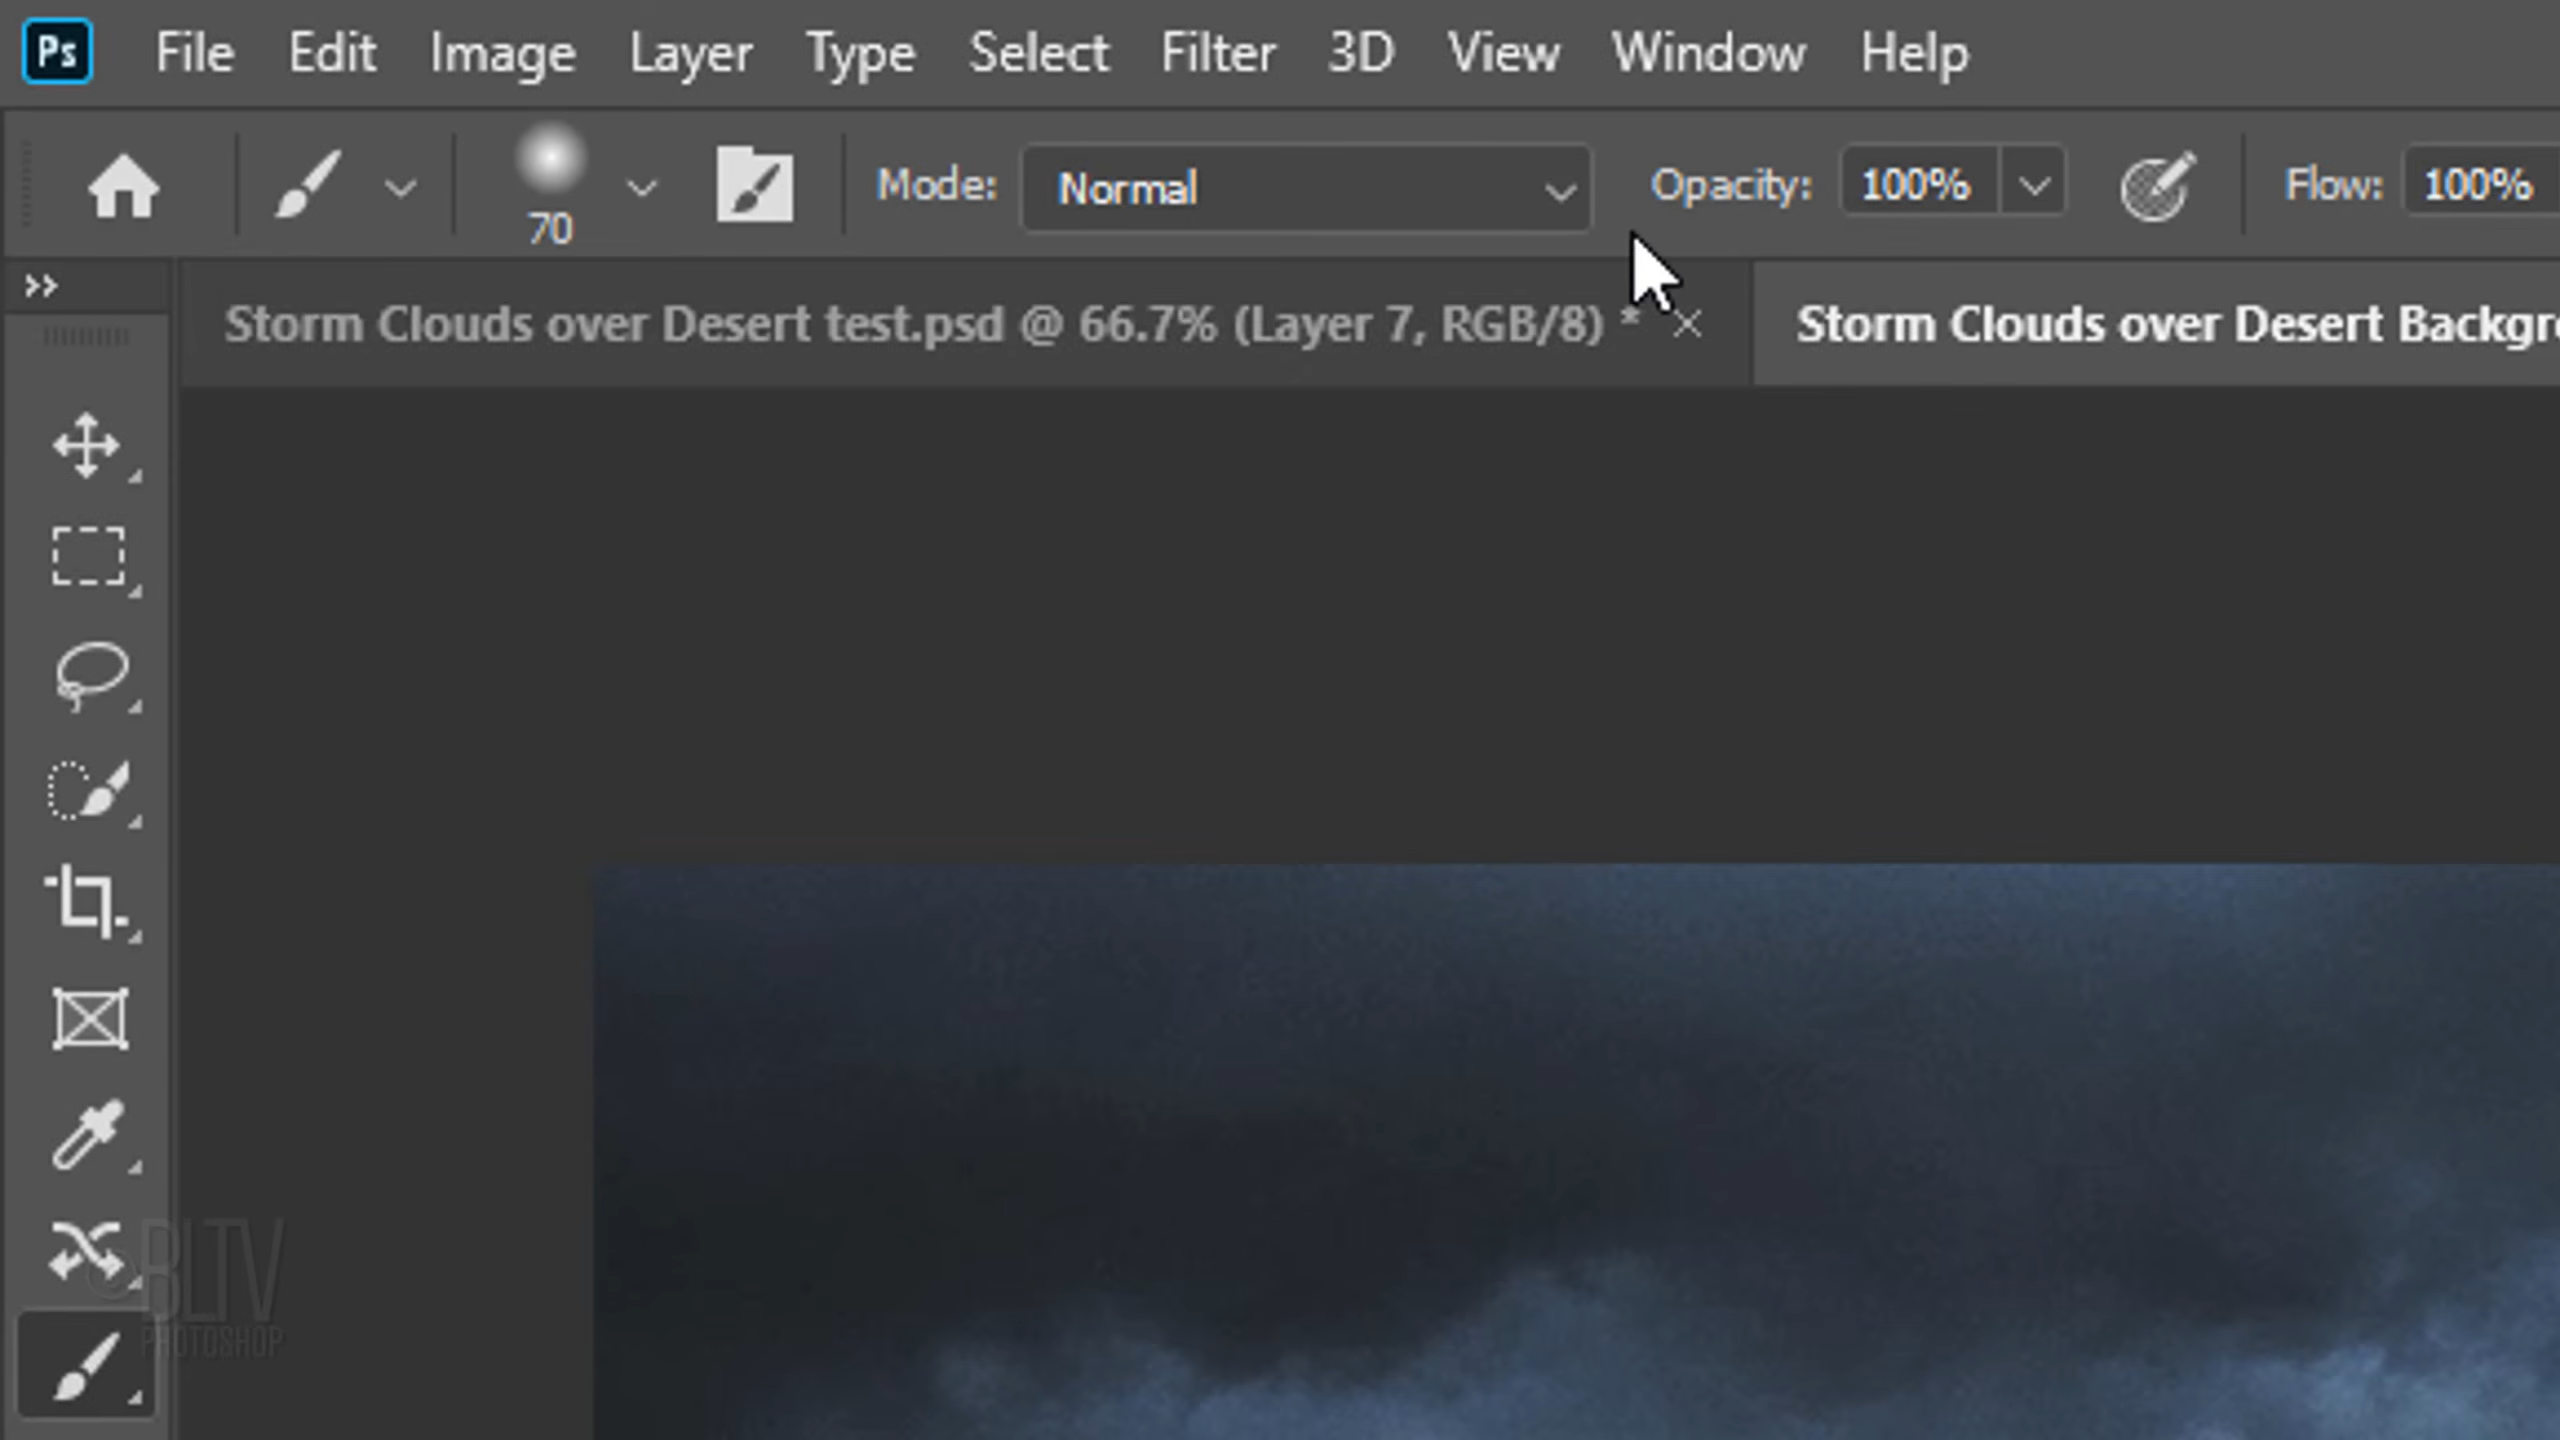 Ps File Edit Image Layer Type Select Filter 3D View Window Help
70 Mode: Normal Opacity: 100% Flow: 100%
Storm Clouds over Desert test.psd @ 66.7% (Layer 7, RGB/8) * × Storm Clouds over Desert Backgr
©BLTV
PHOTOSHOP